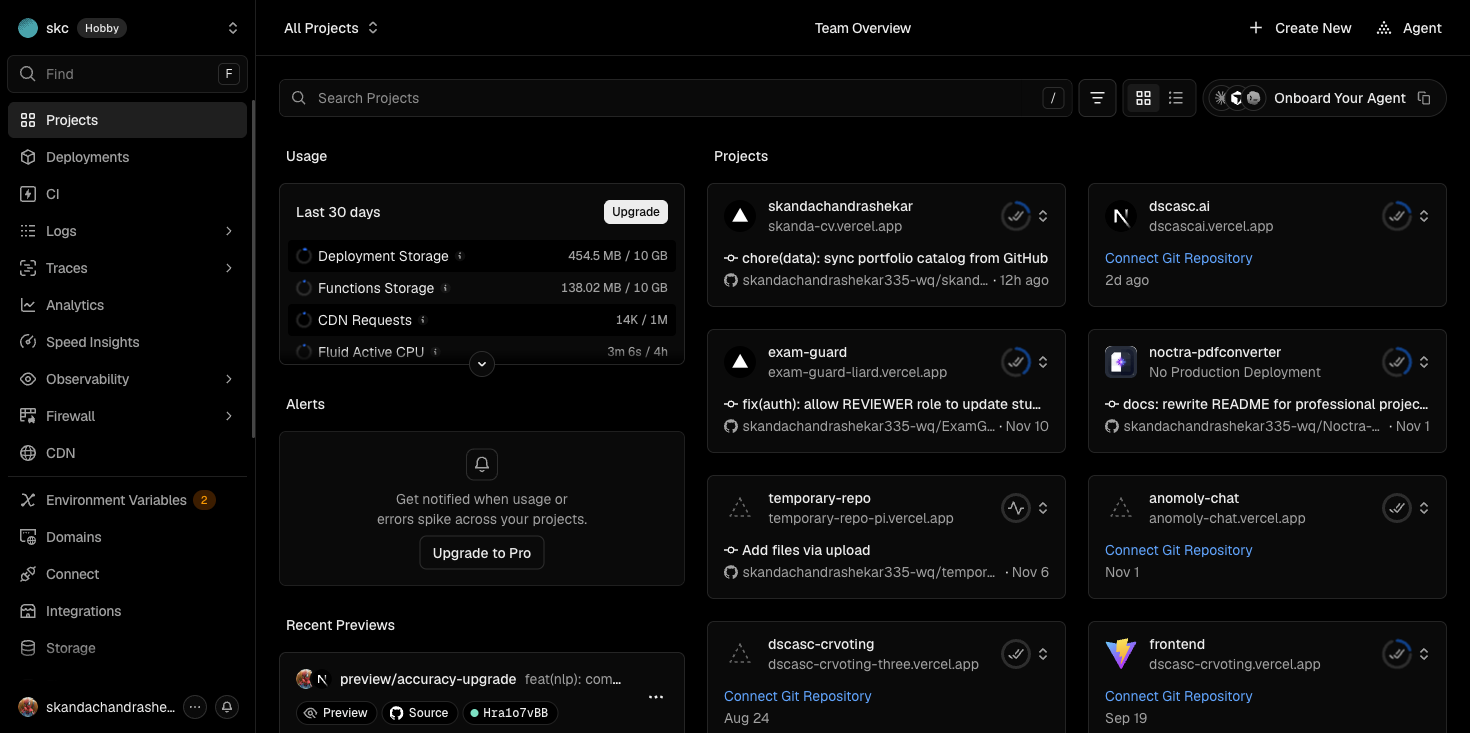 skc Hobby
All Projects
Team Overview
Create New
Agent
Find F
Projects
Deployments
CI
Logs
Traces
Analytics
Speed Insights
Observability
Firewall
CDN
Environment Variables 2
Domains
Connect
Integrations
Storage
skandachandrashe...
Search Projects /
Onboard Your Agent
Usage
Last 30 days Upgrade
Deployment Storage 454.5 MB / 10 GB
Functions Storage 138.02 MB / 10 GB
CDN Requests 14K / 1M
Fluid Active CPU 3m 6s / 4h
Alerts
Get notified when usage or
errors spike across your projects.
Upgrade to Pro
Recent Previews
preview/accuracy-upgrade feat(nlp): com...
Preview Source Hra1o7vBB
Projects
skandachandrashekar
skanda-cv.vercel.app
chore(data): sync portfolio catalog from GitHub
skandachandrashekar335-wq/skand... · 12h ago
dscasc.ai
dscascai.vercel.app
Connect Git Repository
2d ago
exam-guard
exam-guard-liard.vercel.app
fix(auth): allow REVIEWER role to update stu...
skandachandrashekar335-wq/ExamG... · Nov 10
noctra-pdfconverter
No Production Deployment
docs: rewrite README for professional projec...
skandachandrashekar335-wq/Noctra-... · Nov 1
temporary-repo
temporary-repo-pi.vercel.app
Add files via upload
skandachandrashekar335-wq/tempor... · Nov 6
anomoly-chat
anomoly-chat.vercel.app
Connect Git Repository
Nov 1
dscasc-crvoting
dscasc-crvoting-three.vercel.app
Connect Git Repository
Aug 24
frontend
dscasc-crvoting.vercel.app
Connect Git Repository
Sep 19